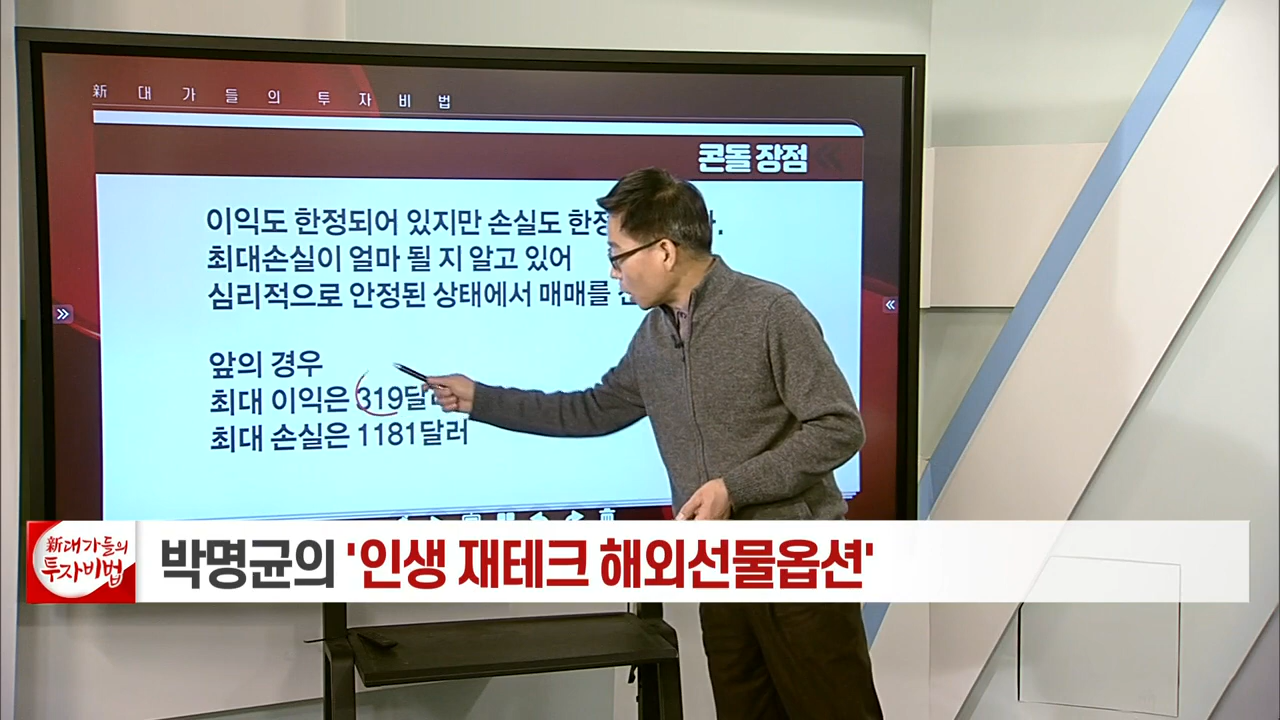 新 대 가 들 의 투 자 비 법
콘돌 장점
이익도 한정되어 있지만 손실도
최대손실이 얼마 될 지 알고 있어
심리적으로 안정된 상태에서 매매를
앞의 경우
최대 이익은 319달러
최대 손실은 1181달러
新대가들의
투자비법
박명균의 '인생 재테크 해외선물옵션'